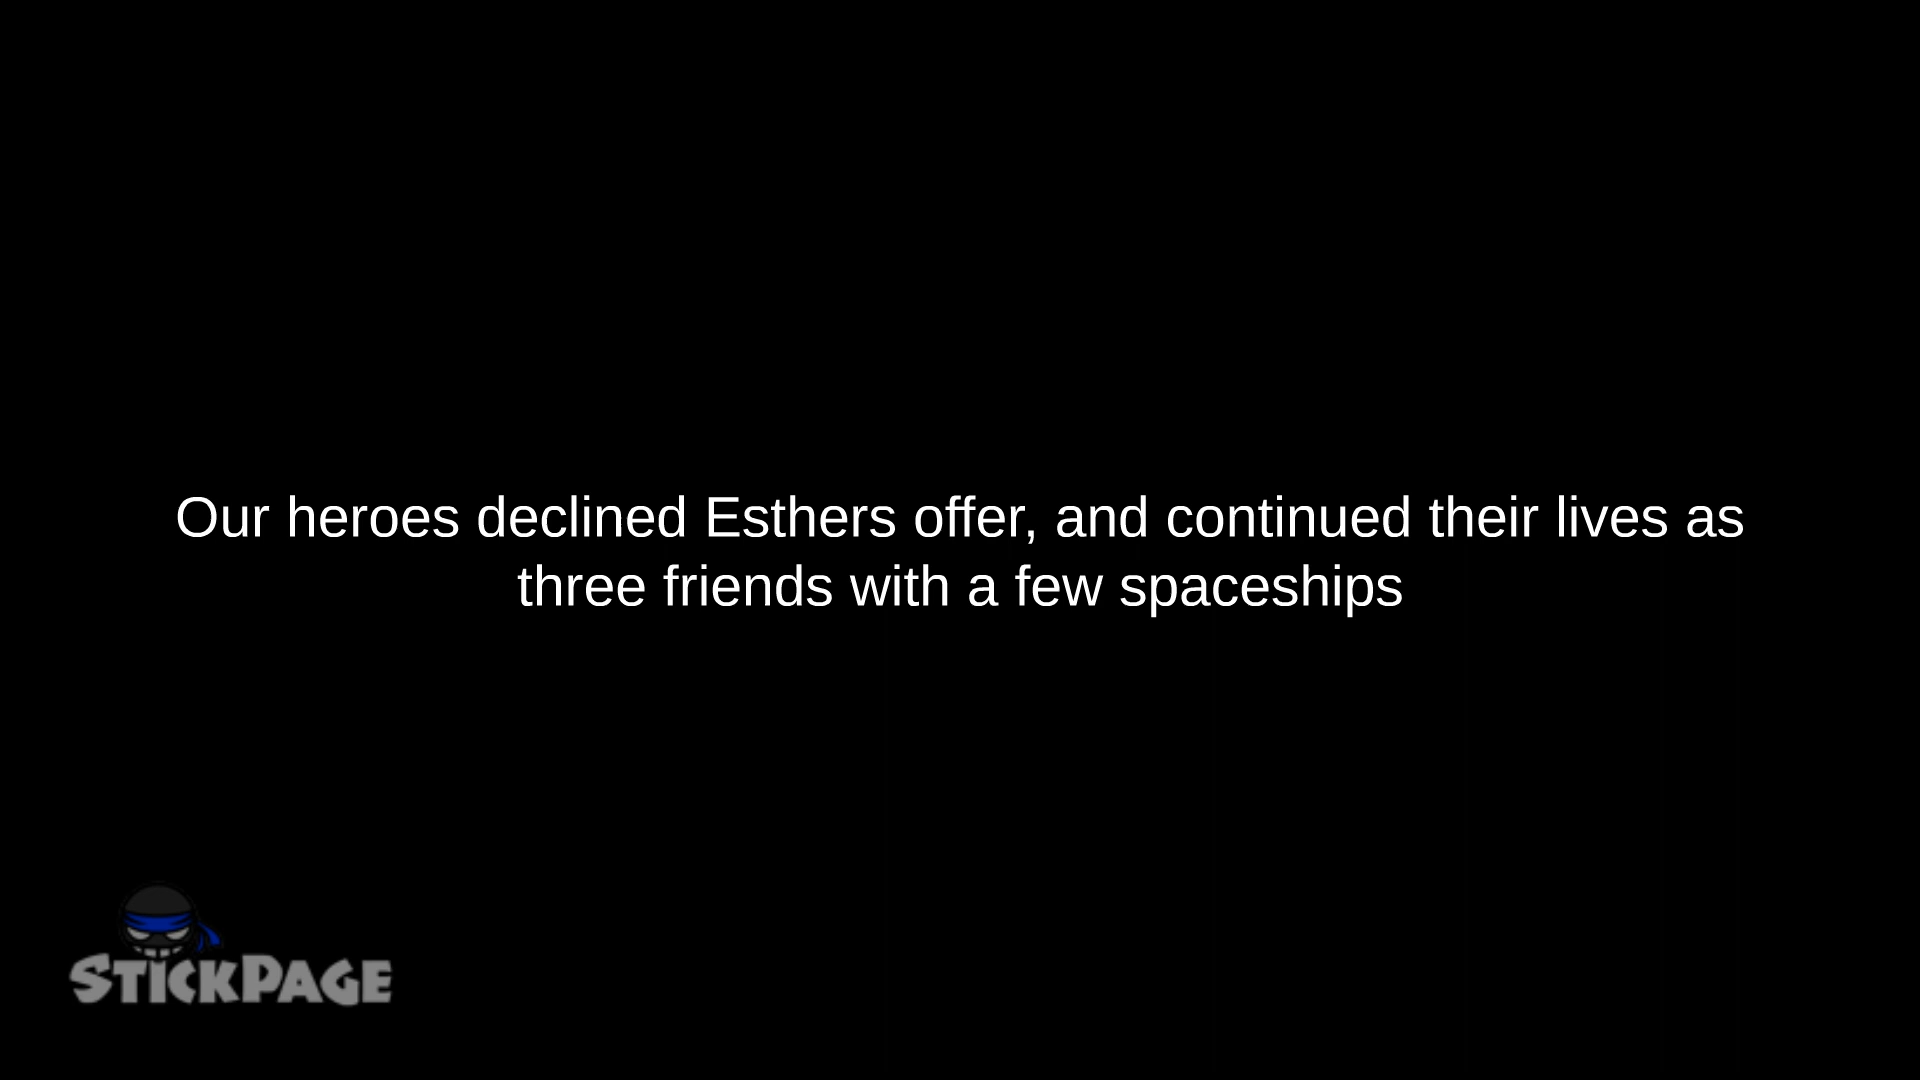 Our heroes declined Esthers offer, and continued their lives as
three friends with a few spaceships
STICKPAGE